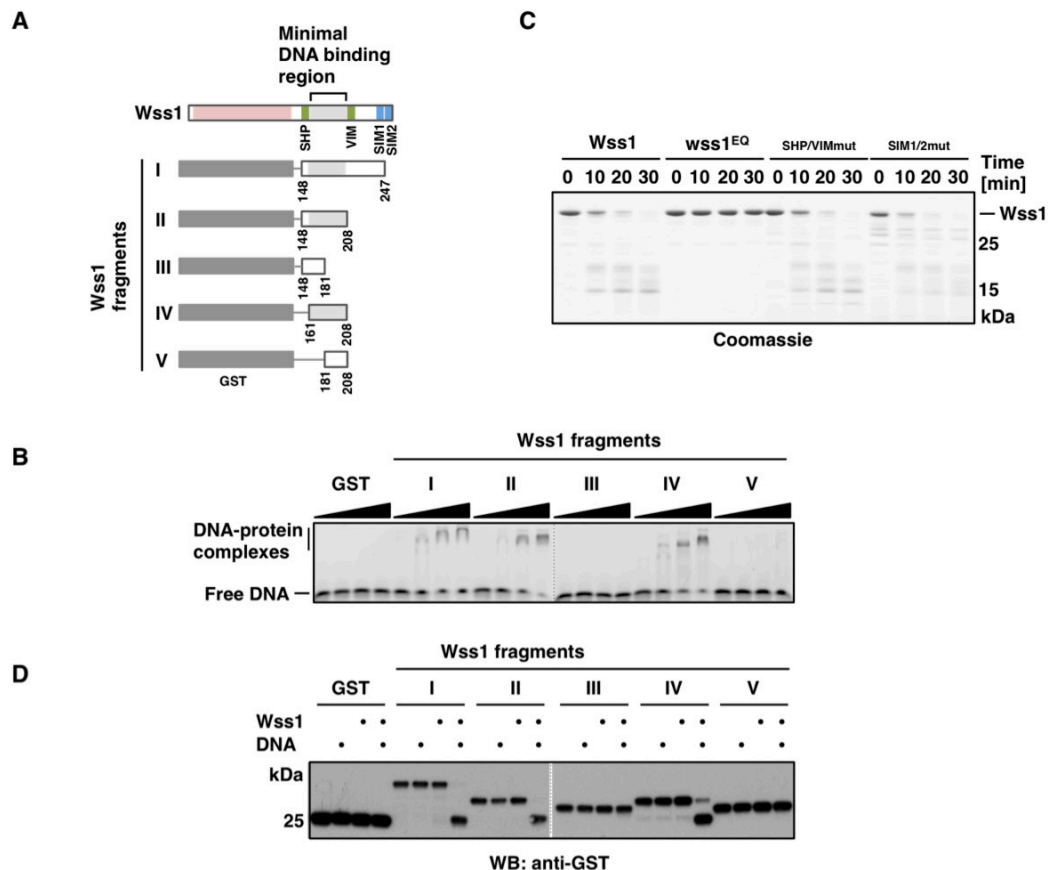 A
Minimal
DNA binding
region
Wss1
SHP
VIM
SIM1
SIM2
Wss1
fragments
I
148
247
II
148
208
III
148
181
IV
161
208
V
181
208
GST
C
Wss1 wss1EQ SHP/VIMmut SIM1/2mut Time
0 10 20 30 0 10 20 30 0 10 20 30 0 10 20 30 [min]
Wss1
25
15
kDa
Coomassie
B
Wss1 fragments
GST I II III IV V
DNA-protein
complexes
Free DNA
D
Wss1 fragments
GST I II III IV V
Wss1 • • • • • • • • • • • •
DNA • • • • • • • • • • • •
kDa
25
WB: anti-GST